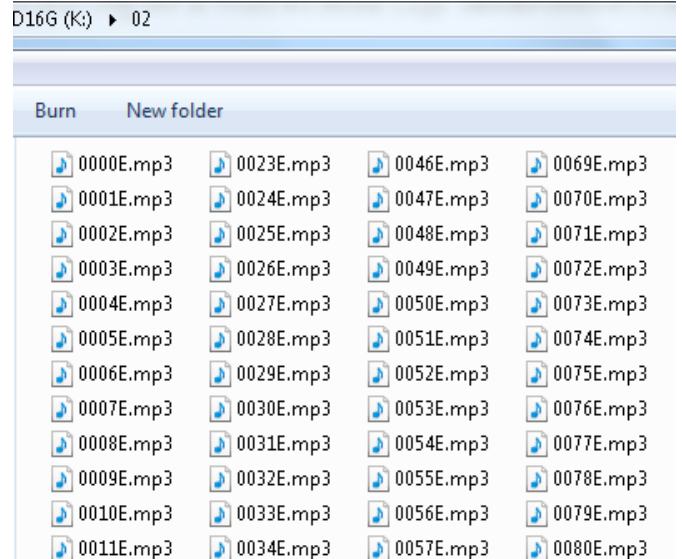 D16G (K:) ▸ 02
Burn New folder
0000E.mp3 0023E.mp3 0046E.mp3 0069E.mp3
0001E.mp3 0024E.mp3 0047E.mp3 0070E.mp3
0002E.mp3 0025E.mp3 0048E.mp3 0071E.mp3
0003E.mp3 0026E.mp3 0049E.mp3 0072E.mp3
0004E.mp3 0027E.mp3 0050E.mp3 0073E.mp3
0005E.mp3 0028E.mp3 0051E.mp3 0074E.mp3
0006E.mp3 0029E.mp3 0052E.mp3 0075E.mp3
0007E.mp3 0030E.mp3 0053E.mp3 0076E.mp3
0008E.mp3 0031E.mp3 0054E.mp3 0077E.mp3
0009E.mp3 0032E.mp3 0055E.mp3 0078E.mp3
0010E.mp3 0033E.mp3 0056E.mp3 0079E.mp3
0011E.mp3 0034E.mp3 0057E.mp3 0080E.mp3